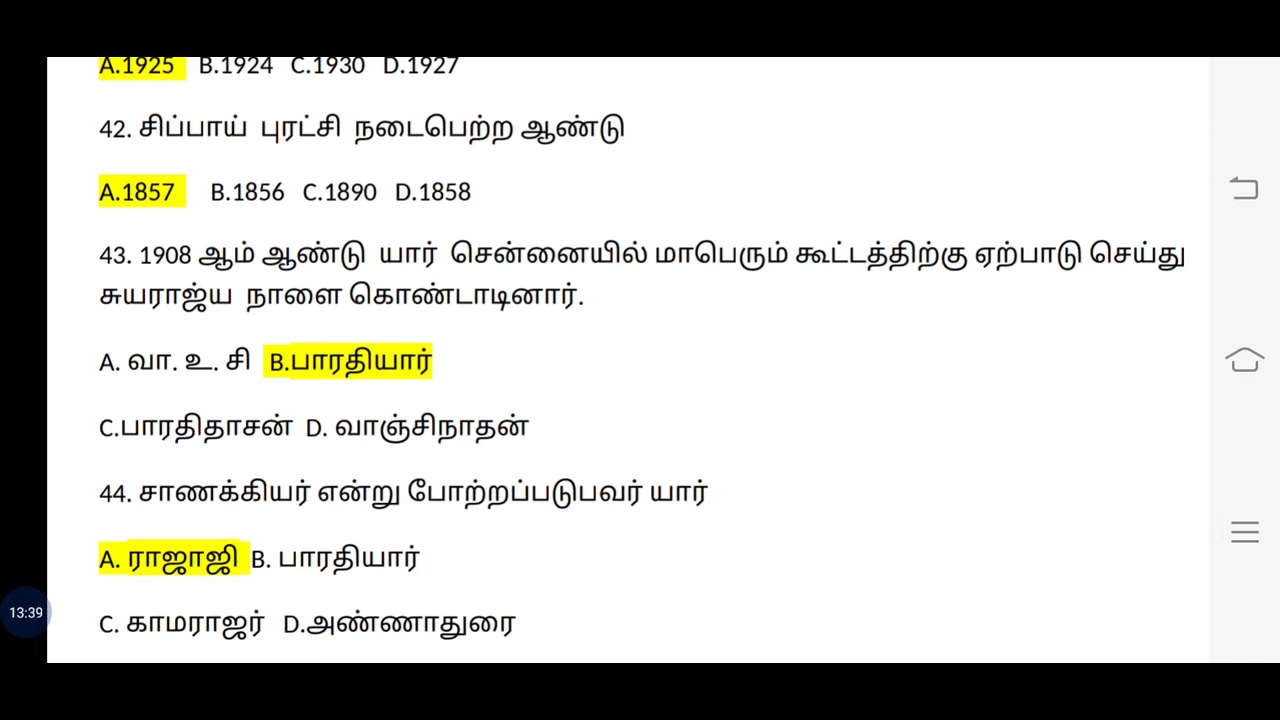 A.1925 B.1924 C.1930 D.1927
42. சிப்பாய் புரட்சி நடைபெற்ற ஆண்டு
A.1857 B.1856 C.1890 D.1858
43. 1908 ஆம் ஆண்டு யார் சென்னையில் மாபெரும் கூட்டத்திற்கு ஏற்பாடு செய்து
சுயராஜ்ய நாளை கொண்டாடினார்.
A. வா. உ. சி B.பாரதியார்
C.பாரதிதாசன் D. வாஞ்சிநாதன்
44. சாணக்கியர் என்று போற்றப்படுபவர் யார்
A. ராஜாஜி B. பாரதியார்
13:39
C. காமராஜர் D.அண்ணாதுரை